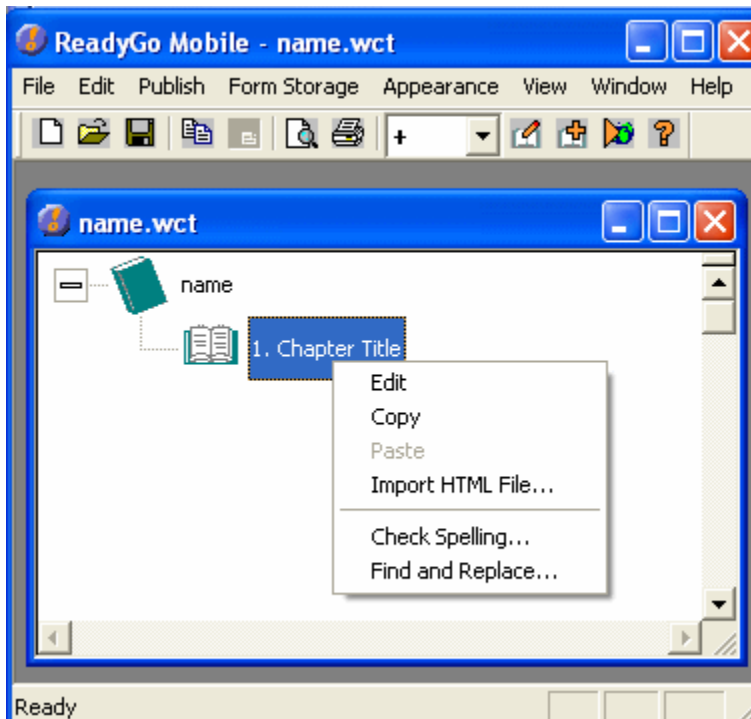 ReadyGo Mobile - name.wct
File Edit Publish Form Storage Appearance View Window Help
+
name.wct
name
1. Chapter Title
Edit
Copy
Paste
Import HTML File...
Check Spelling...
Find and Replace...
Ready